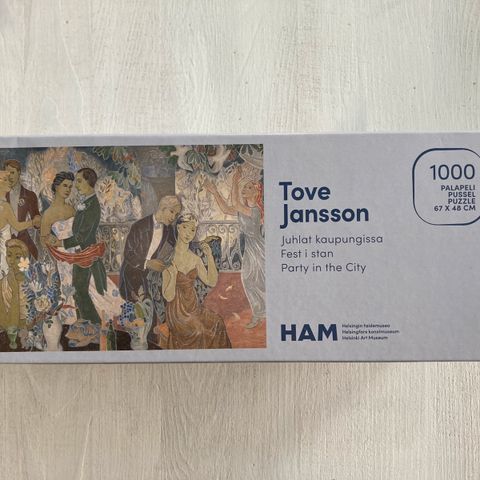 Tove
Jansson
Juhlat kaupungissa
Fest i stan
Party in the City
1000
PALAPELI
PUSSEL
PUZZLE
67 X 48 CM
HAM
Helsingin taidemuseo
Helsingfors konstmuseum
Helsinki Art Museum